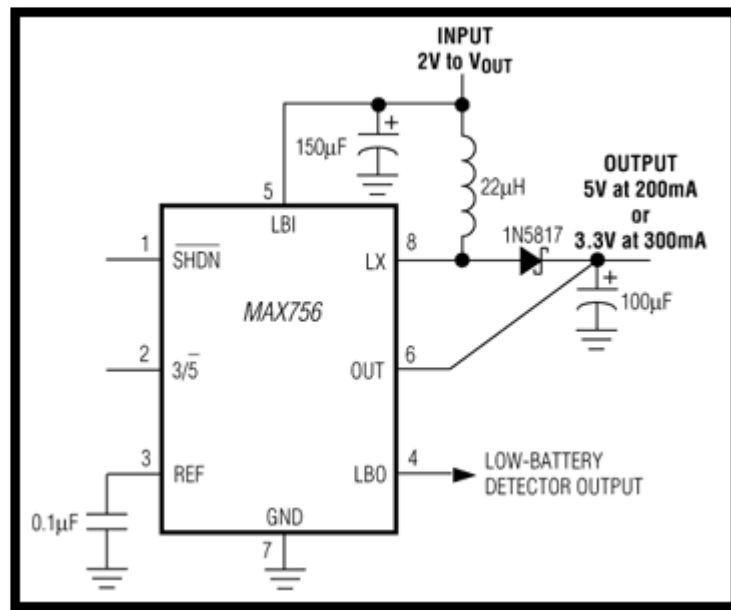 INPUT
2V to VOUT
150µF
+
22µH
OUTPUT
5V at 200mA
or
3.3V at 300mA
5
LBI
1
SHDN
8
LX
1N5817
+
100µF
MAX756
2
3/5
6
OUT
3
REF
4
LBO
LOW-BATTERY
DETECTOR OUTPUT
0.1µF
GND
7